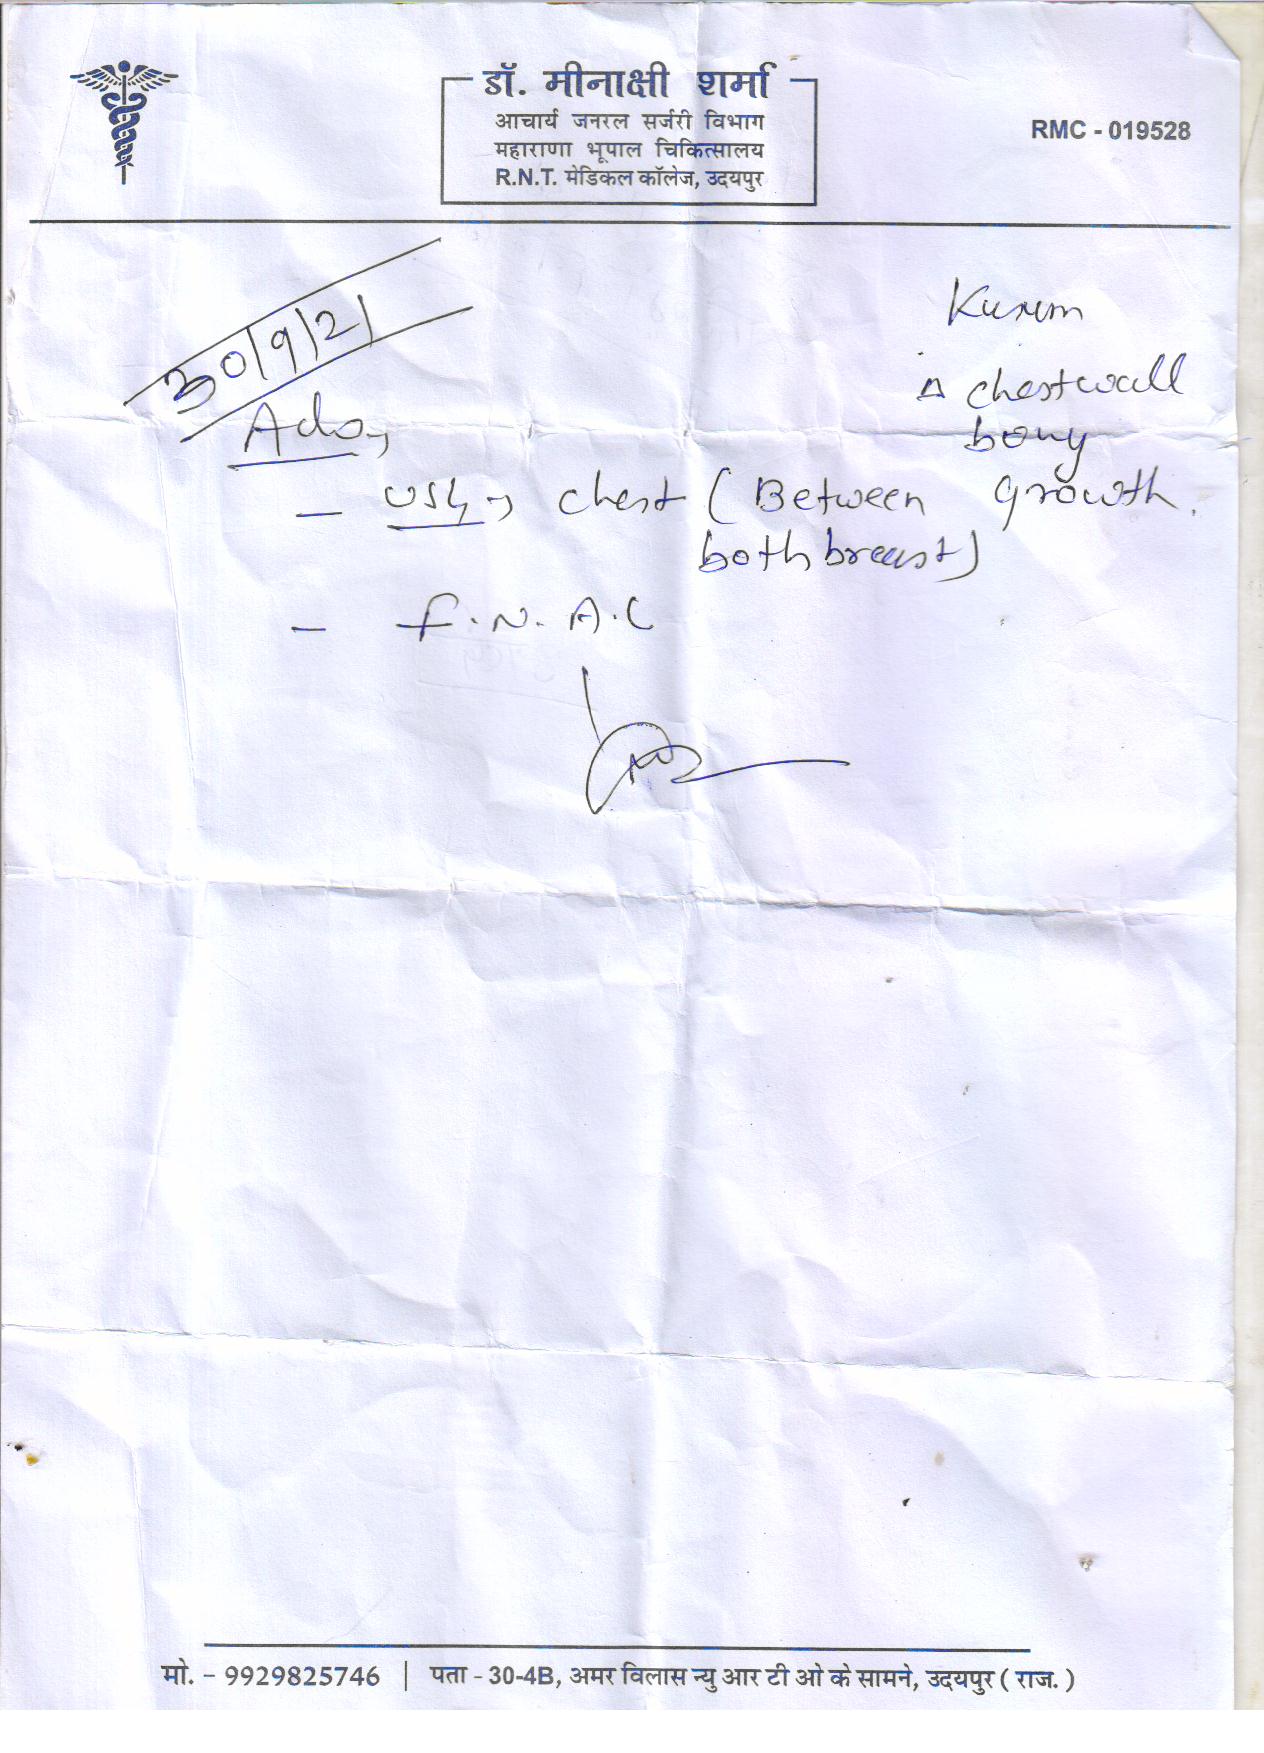 डॉ. मीनाक्षी शर्मा
आचार्य जनरल सर्जरी विभाग
महाराणा भूपाल चिकित्सालय
R.N.T. मेडिकल कॉलेज, उदयपुर
RMC - 019528
30/9/21
Kusum
Δ chestwall
bony
growth.
Adv,
- USG, chest (Between
both breast)
- F.N.A.C
मो. - 9929825746 | पता - 30-4B, अमर विलास न्यु आर टी ओ के सामने, उदयपुर ( राज. )